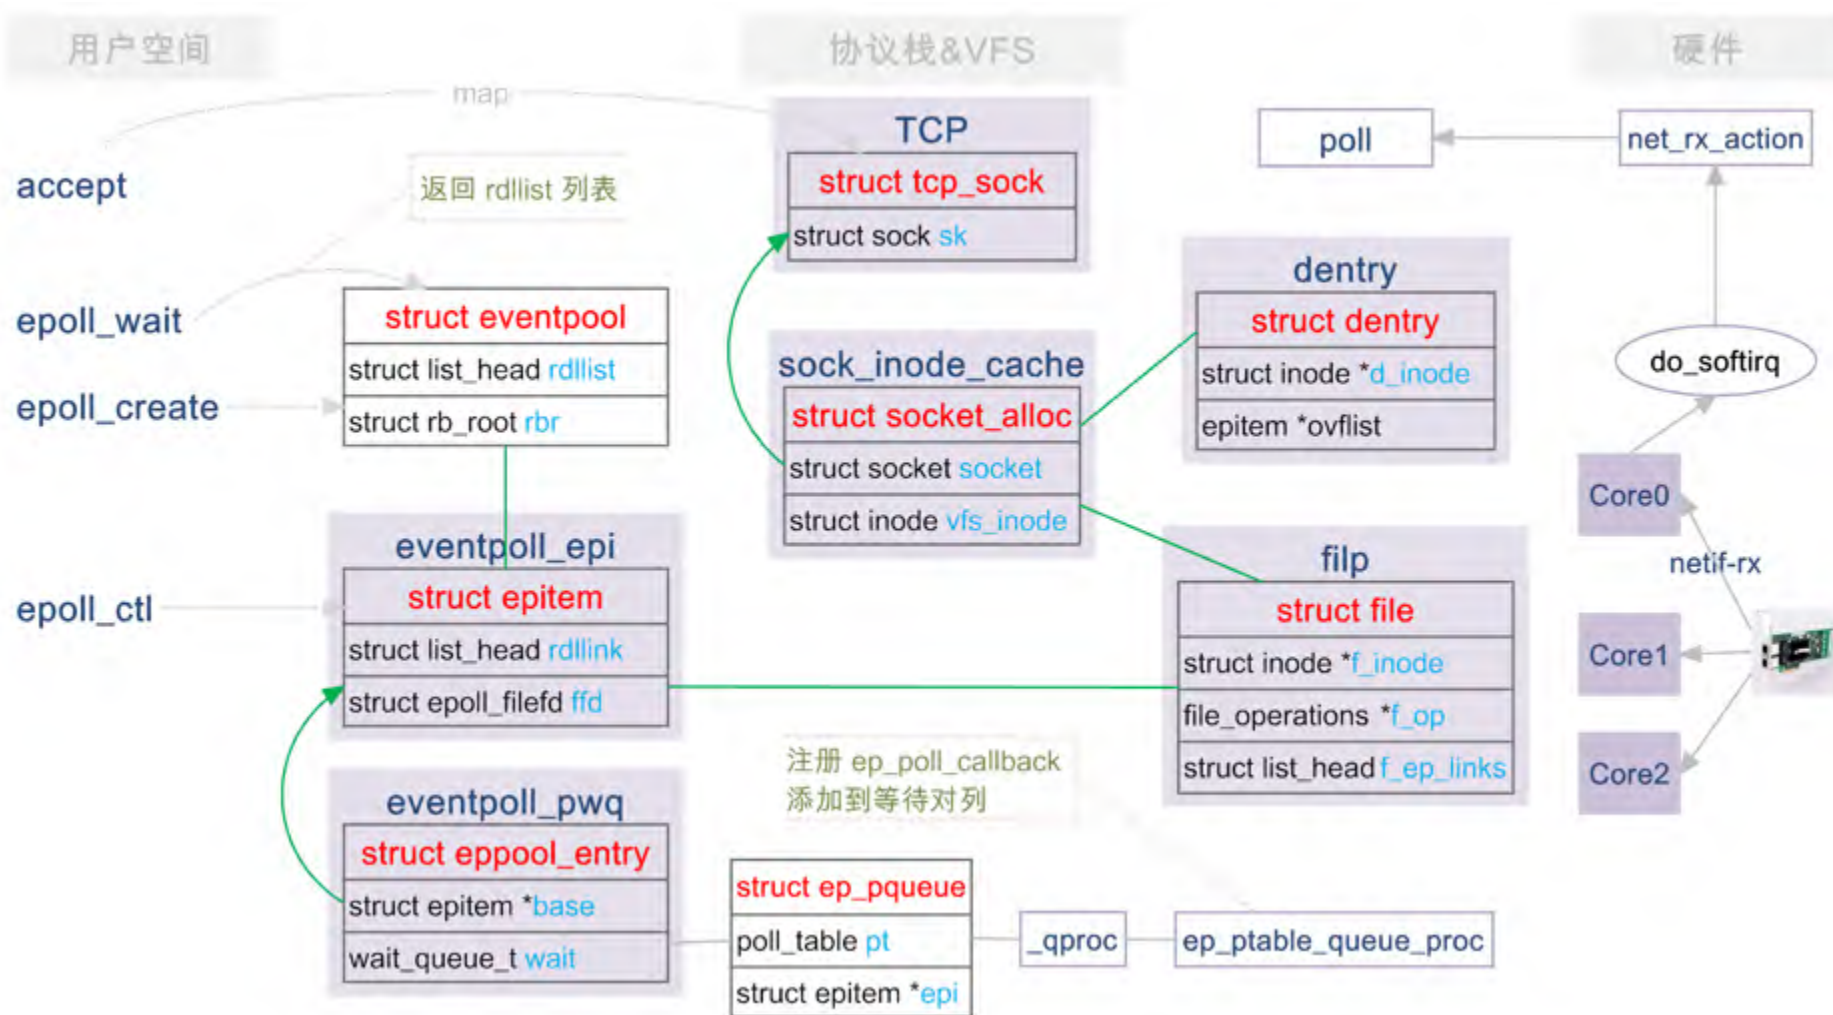 用户空间
协议栈&VFS
硬件
map
accept
返回 rdllist 列表
epoll_wait
epoll_create
epoll_ctl
struct eventpool
struct list_head rdllist
struct rb_root rbr
eventpoll_epi
struct epitem
struct list_head rdllink
struct epoll_filefd ffd
eventpoll_pwq
struct eppool_entry
struct epitem *base
wait_queue_t wait
TCP
struct tcp_sock
struct sock sk
sock_inode_cache
struct socket_alloc
struct socket socket
struct inode vfs_inode
注册 ep_poll_callback
添加到等待对列
struct ep_pqueue
poll_table pt
struct epitem *epi
_qproc
ep_ptable_queue_proc
dentry
struct dentry
struct inode *d_inode
epitem *ovflist
filp
struct file
struct inode *f_inode
file_operations *f_op
struct list_head f_ep_links
poll
net_rx_action
do_softirq
Core0
netif-rx
Core1
Core2